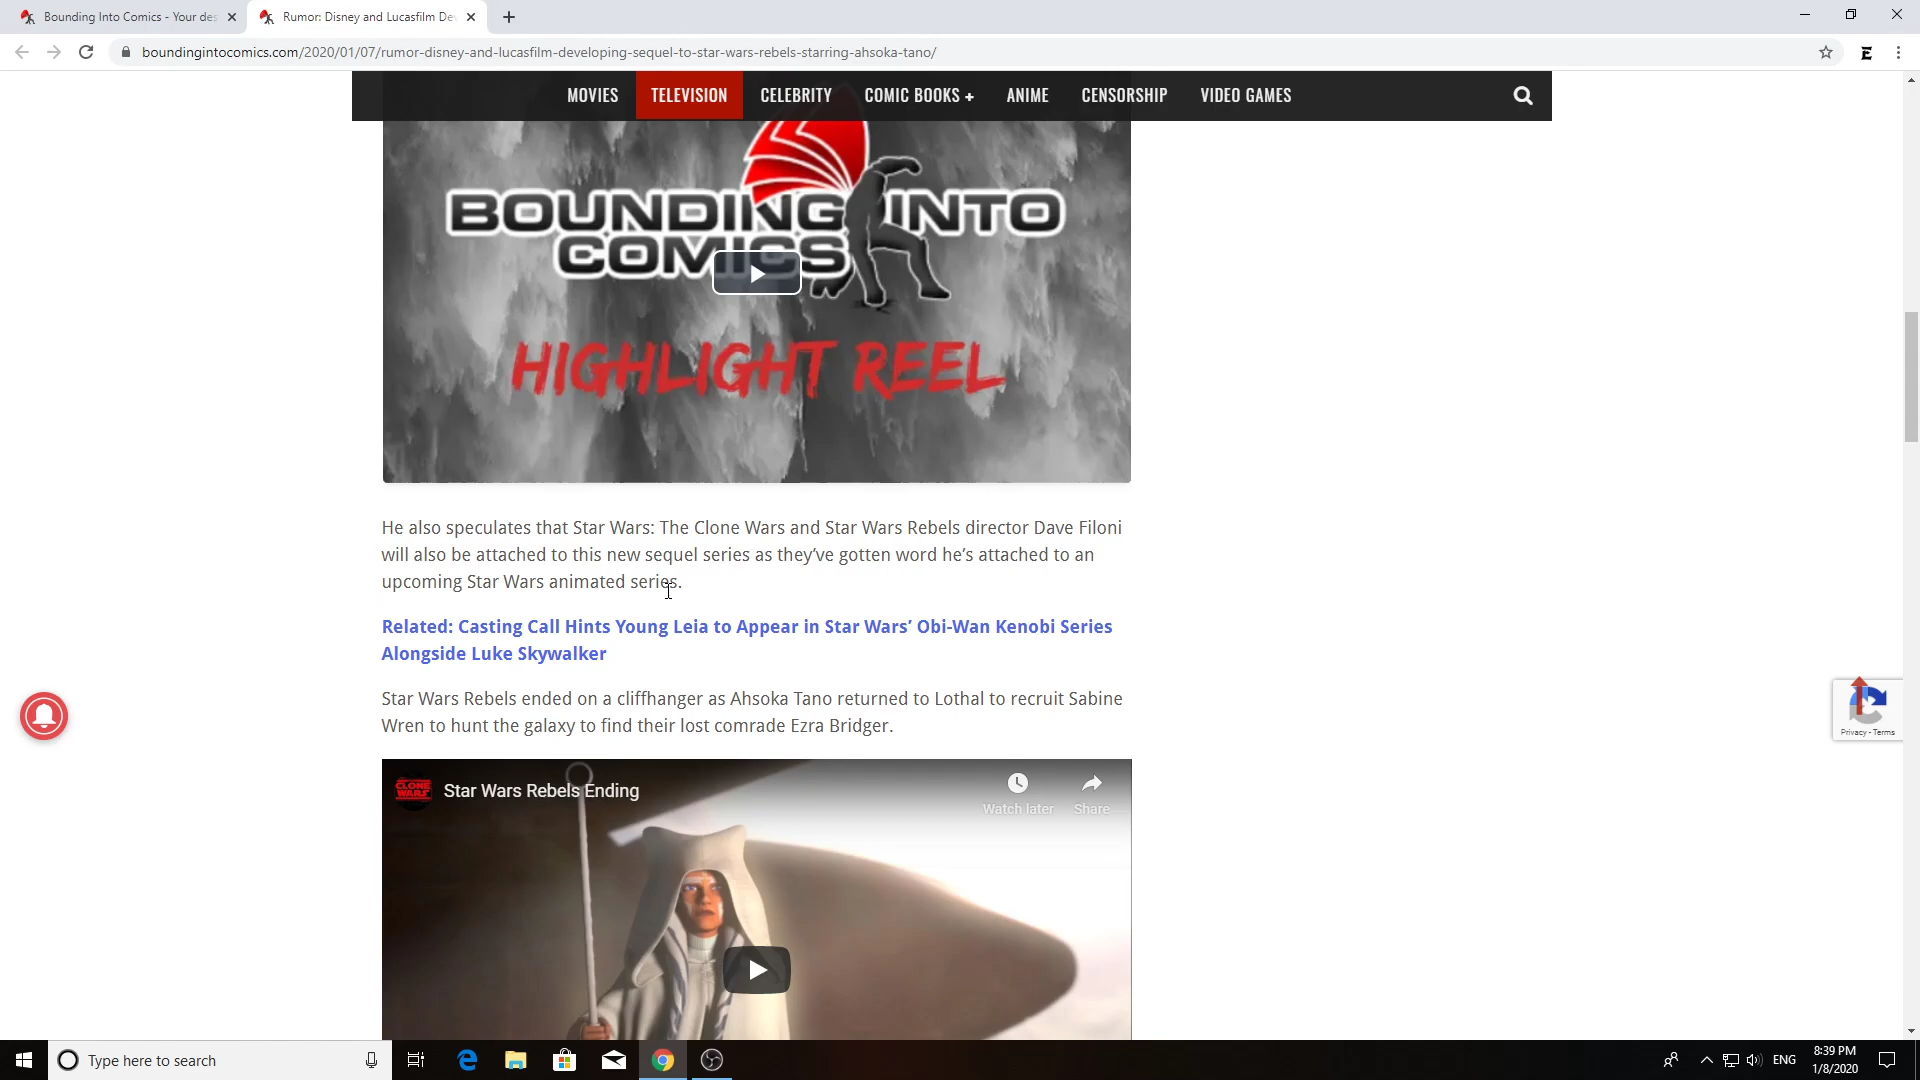 Bounding Into Comics - Your des
Rumor: Disney and Lucasfilm De
boundingintocomics.com/2020/01/07/rumor-disney-and-lucasfilm-developing-sequel-to-star-wars-rebels-starring-ahsoka-tano/
MOVIES TELEVISION CELEBRITY COMIC BOOKS + ANIME CENSORSHIP VIDEO GAMES
BOUNDING INTO
COMICS
HIGHLIGHT REEL
He also speculates that Star Wars: The Clone Wars and Star Wars Rebels director Dave Filoni
will also be attached to this new sequel series as they’ve gotten word he’s attached to an
upcoming Star Wars animated series.
Related: Casting Call Hints Young Leia to Appear in Star Wars’ Obi-Wan Kenobi Series
Alongside Luke Skywalker
Star Wars Rebels ended on a cliffhanger as Ahsoka Tano returned to Lothal to recruit Sabine
Wren to hunt the galaxy to find their lost comrade Ezra Bridger.
Privacy - Terms
CLONE
WARS
Star Wars Rebels Ending
Watch later
Share
Type here to search
ENG
8:39 PM
1/8/2020